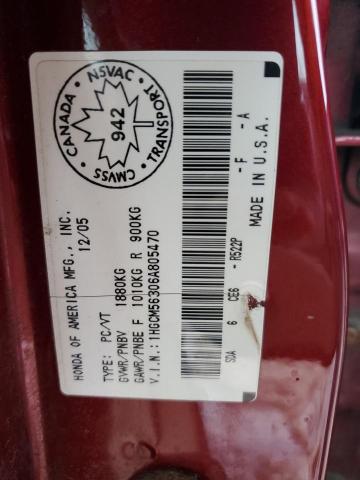 HONDA OF AMERICA MFG., INC.
12/05
TYPE: PC/VT
GVWR/PNBV 1880KG
GAWR/PNBE F 1010KG R 900KG
V.I.N.: 1HGCM56306A805470
CANADA
NSVAC
942
CMVSS
TRANSPORT
SDA 6 CE6 - R522P - F - A
MADE IN U.S.A.